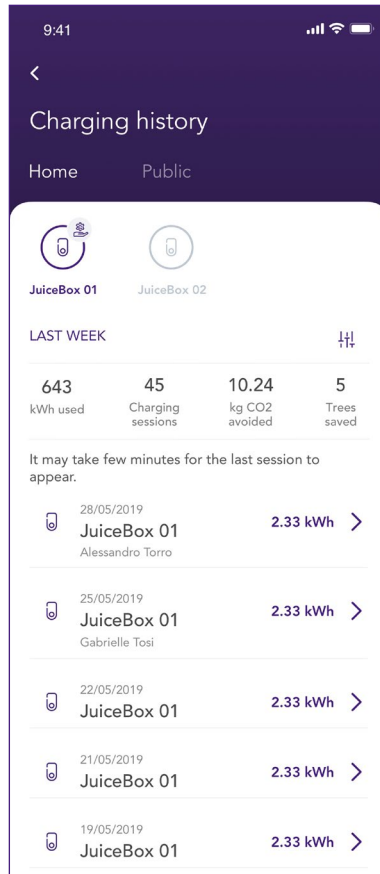 9:41
Charging history
Home Public
JuiceBox 01 JuiceBox 02
LAST WEEK
643 45 10.24 5
kWh used Charging sessions kg CO2 avoided Trees saved
It may take few minutes for the last session to
appear.
28/05/2019
JuiceBox 01 2.33 kWh
Alessandro Torro
25/05/2019
JuiceBox 01 2.33 kWh
Gabrielle Tosi
22/05/2019
JuiceBox 01 2.33 kWh
21/05/2019
JuiceBox 01 2.33 kWh
19/05/2019
JuiceBox 01 2.33 kWh